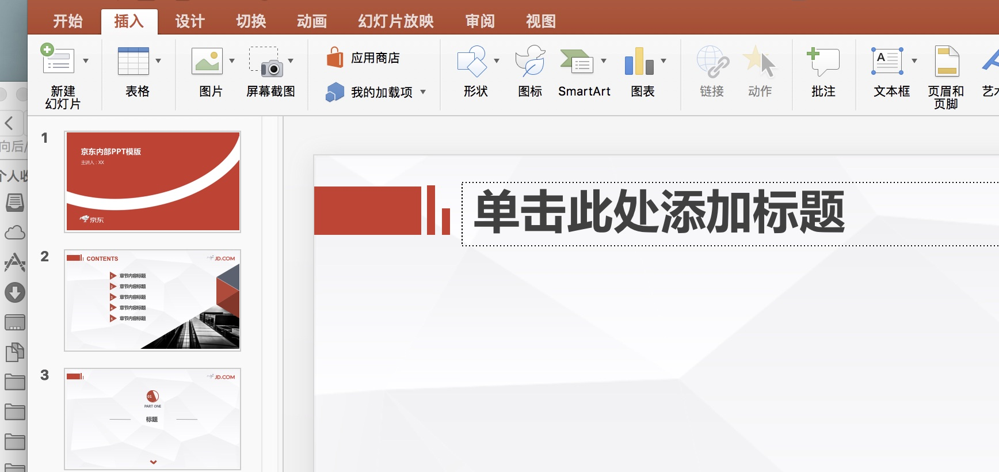 开始 插入 设计 切换 动画 幻灯片放映 审阅 视图
新建
幻灯片
表格
图片
屏幕截图
应用商店
我的加载项
形状
图标
SmartArt
图表
链接
动作
批注
A
文本框
页眉和
页脚
艺
向后/
个人收
1
京东内部PPT模版
主讲人：XX
京东
2
CONTENTS
JD.COM
1 章节内容标题
2 章节内容标题
3 章节内容标题
4 章节内容标题
5 章节内容标题
3
JD.COM
01
PART ONE
标题
单击此处添加标题